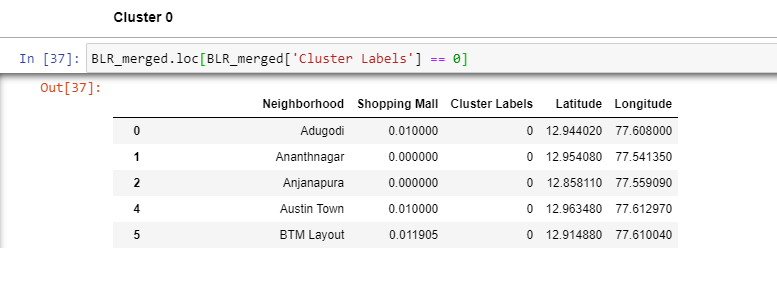 Cluster 0
In [37]: BLR_merged.loc[BLR_merged['Cluster Labels'] == 0]
Out[37]:
Neighborhood Shopping Mall Cluster Labels Latitude Longitude
0 Adugodi 0.010000 0 12.944020 77.608000
1 Ananthnagar 0.000000 0 12.954080 77.541350
2 Anjanapura 0.000000 0 12.858110 77.559090
4 Austin Town 0.010000 0 12.963480 77.612970
5 BTM Layout 0.011905 0 12.914880 77.610040